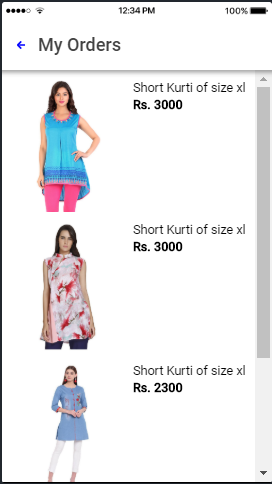 12:34 PM 100%
My Orders
Short Kurti of size xl
Rs. 3000
Short Kurti of size xl
Rs. 3000
Short Kurti of size xl
Rs. 2300